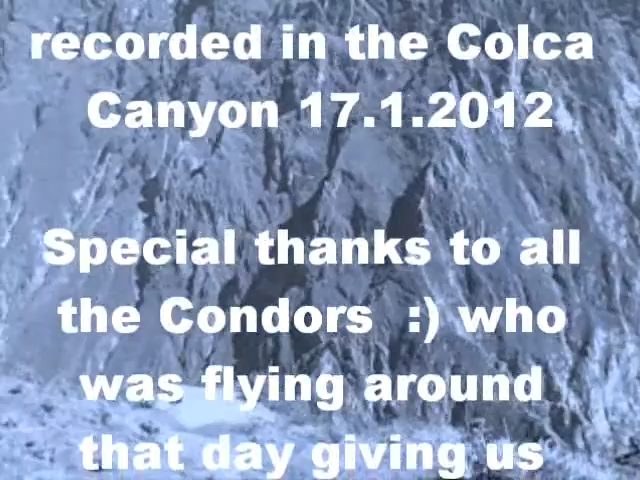 recorded in the Colca
Canyon 17.1.2012
Special thanks to all
the Condors :) who
was flying around
that day giving us